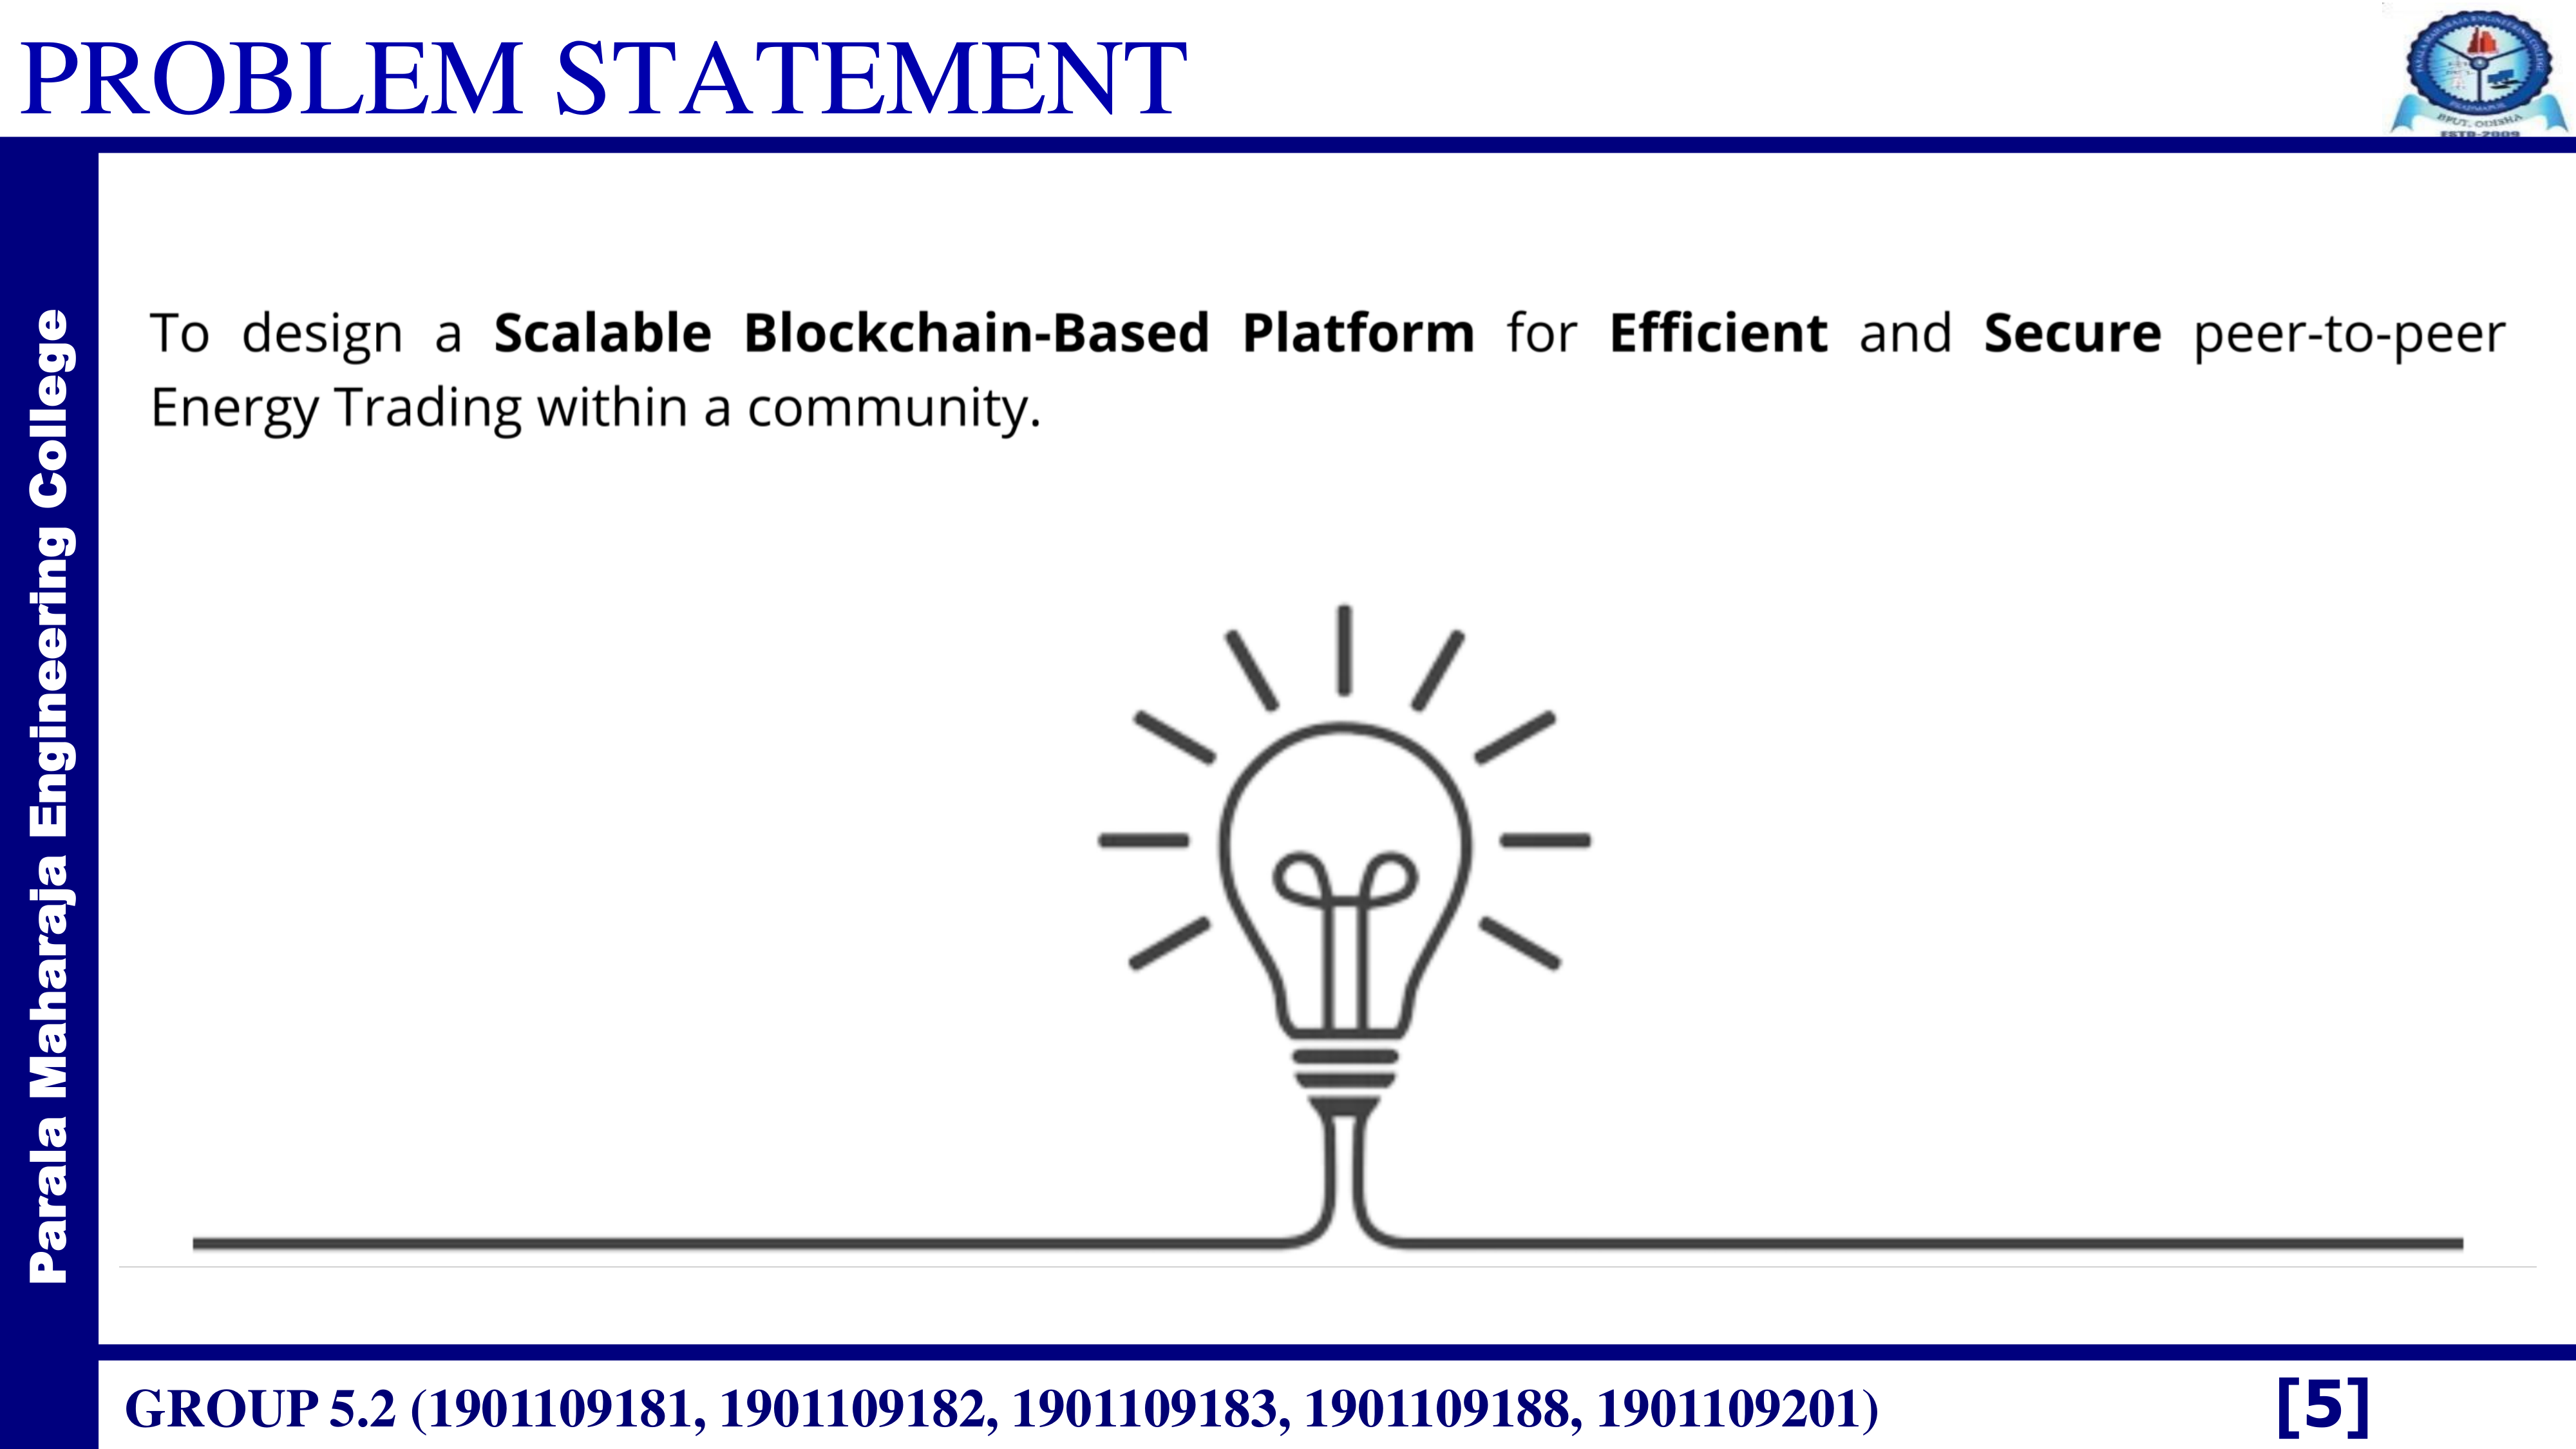 PROBLEM STATEMENT
BPUT, ODISHA
ESTD-2009
Parala Maharaja Engineering College
To design a Scalable Blockchain-Based Platform for Efficient and Secure peer-to-peer
Energy Trading within a community.
GROUP 5.2 (1901109181, 1901109182, 1901109183, 1901109188, 1901109201)
[5]